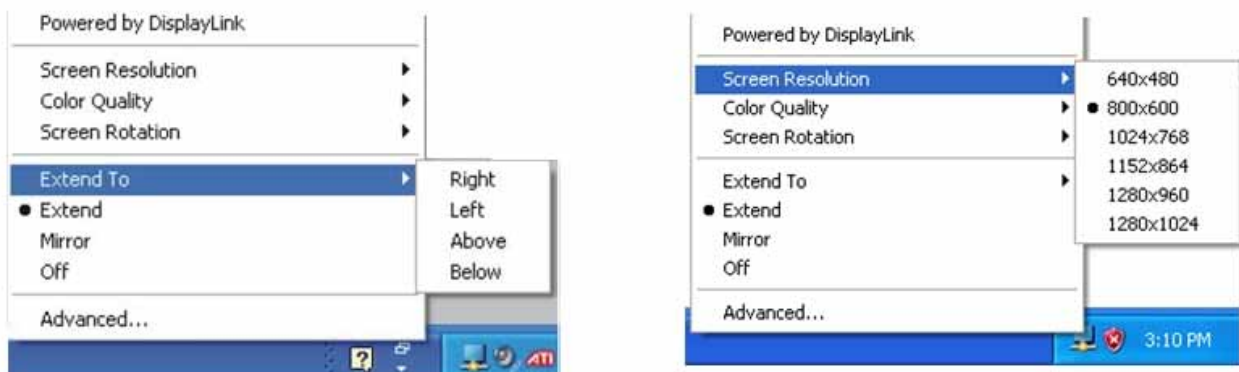 Powered by DisplayLink
Screen Resolution
Color Quality
Screen Rotation
Extend To
Right
Extend
Left
Mirror
Above
Off
Below
Advanced...
?
ATI
Powered by DisplayLink
Screen Resolution
640x480
Color Quality
800x600
Screen Rotation
1024x768
1152x864
Extend To
1280x960
Extend
1280x1024
Mirror
Off
Advanced...
3:10 PM